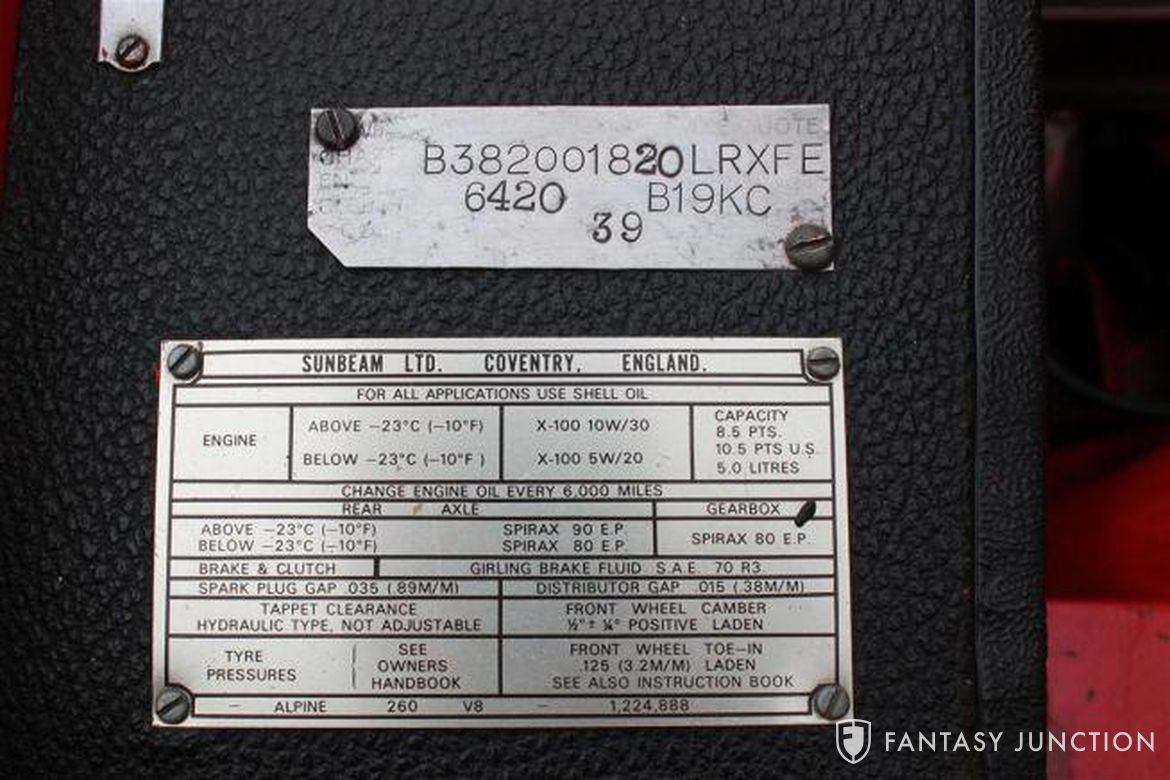 QUOTE
B382001820LRXFE
6420 B19KC
39
SUNBEAM LTD. COVENTRY, ENGLAND.
FOR ALL APPLICATIONS USE SHELL OIL
ENGINE
ABOVE –23°C (–10°F)
BELOW –23°C (–10°F)
X-100 10W/30
X-100 5W/20
CAPACITY
8.5 PTS.
10.5 PTS U.S.
5.0 LITRES
CHANGE ENGINE OIL EVERY 6,000 MILES
REAR AXLE
GEARBOX
ABOVE –23°C (–10°F) SPIRAX 90 E.P.
BELOW –23°C (–10°F) SPIRAX 80 E.P.
SPIRAX 80 E.P.
BRAKE & CLUTCH GIRLING BRAKE FLUID S.A.E. 70 R3.
SPARK PLUG GAP .035 (.89M/M) DISTRIBUTOR GAP .015 (.38M/M)
TAPPET CLEARANCE
HYDRAULIC TYPE, NOT ADJUSTABLE
FRONT WHEEL CAMBER
½° ± ¼° POSITIVE LADEN
TYRE
PRESSURES
SEE
OWNERS
HANDBOOK
FRONT WHEEL TOE–IN
.125 (3.2M/M) LADEN
SEE ALSO INSTRUCTION BOOK
– ALPINE 260 V8 – 1,224,888
FANTASY JUNCTION